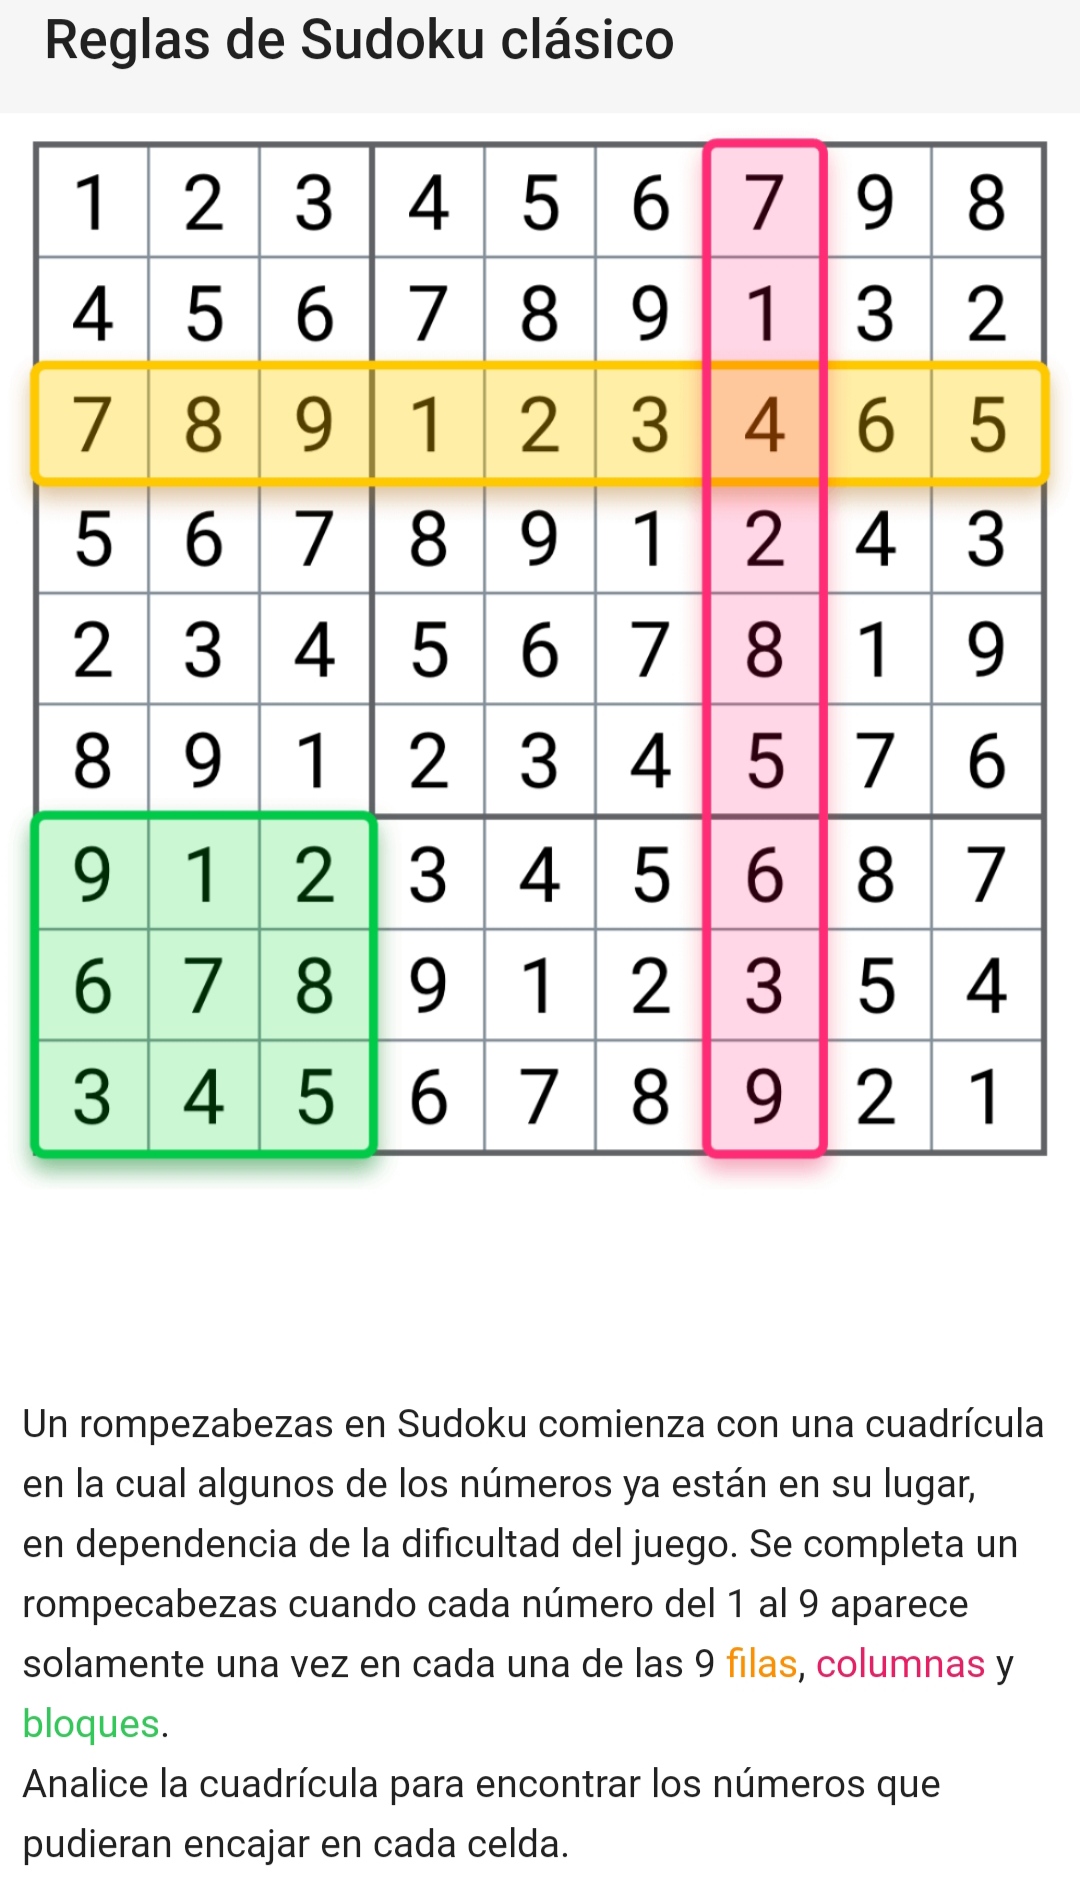 Reglas de Sudoku clásico
1 2 3 4 5 6 7 9 8
4 5 6 7 8 9 1 3 2
7 8 9 1 2 3 4 6 5
5 6 7 8 9 1 2 4 3
2 3 4 5 6 7 8 1 9
8 9 1 2 3 4 5 7 6
9 1 2 3 4 5 6 8 7
6 7 8 9 1 2 3 5 4
3 4 5 6 7 8 9 2 1
Un rompezabezas en Sudoku comienza con una cuadrícula
en la cual algunos de los números ya están en su lugar,
en dependencia de la dificultad del juego. Se completa un
rompecabezas cuando cada número del 1 al 9 aparece
solamente una vez en cada una de las 9 filas, columnas y
bloques.
Analice la cuadrícula para encontrar los números que
pudieran encajar en cada celda.